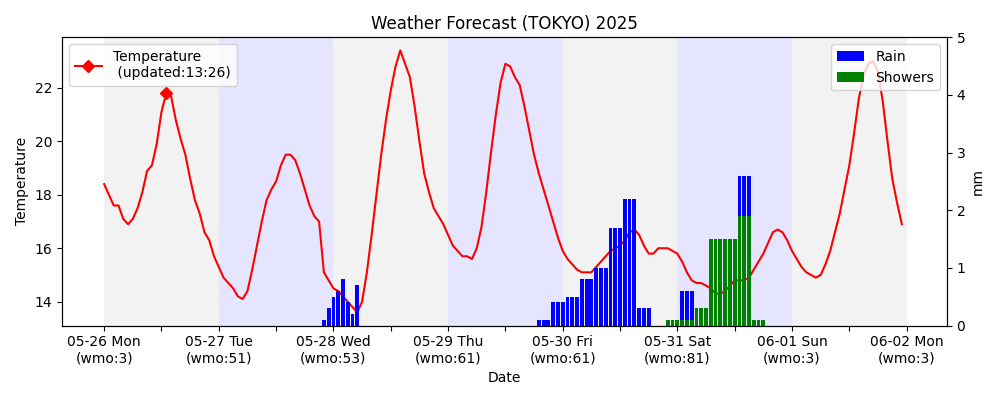 Weather Forecast (TOKYO) 2025
Temperature
(updated:13:26)
Rain
Showers
22
20
18
16
14
Temperature
5
4
3
2
1
0
mm
05-26 Mon
(wmo:3)
05-27 Tue
(wmo:51)
05-28 Wed
(wmo:53)
05-29 Thu
(wmo:61)
05-30 Fri
(wmo:61)
05-31 Sat
(wmo:81)
06-01 Sun
(wmo:3)
06-02 Mon
(wmo:3)
Date